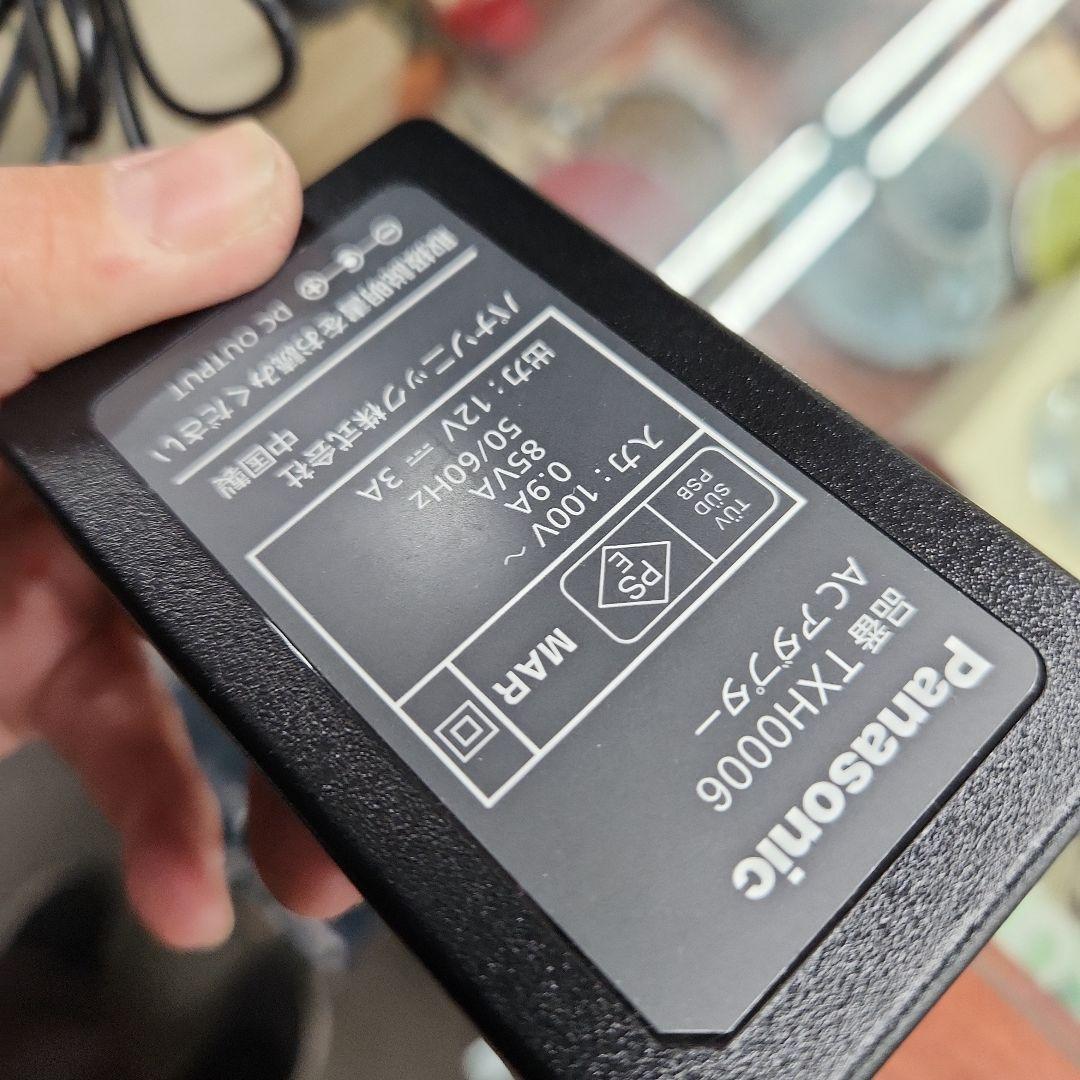 Panasonic
品番 TXH0006
ACアダプター
TÜV
SÜD
PSB
PS
E
MAR
入力 : 100V ～
0.9A
85VA
50/60Hz
出力 : 12V ⎓ 3A
パナソニック株式会社
中国製
取扱説明書をお読みください
DC OUTPUT